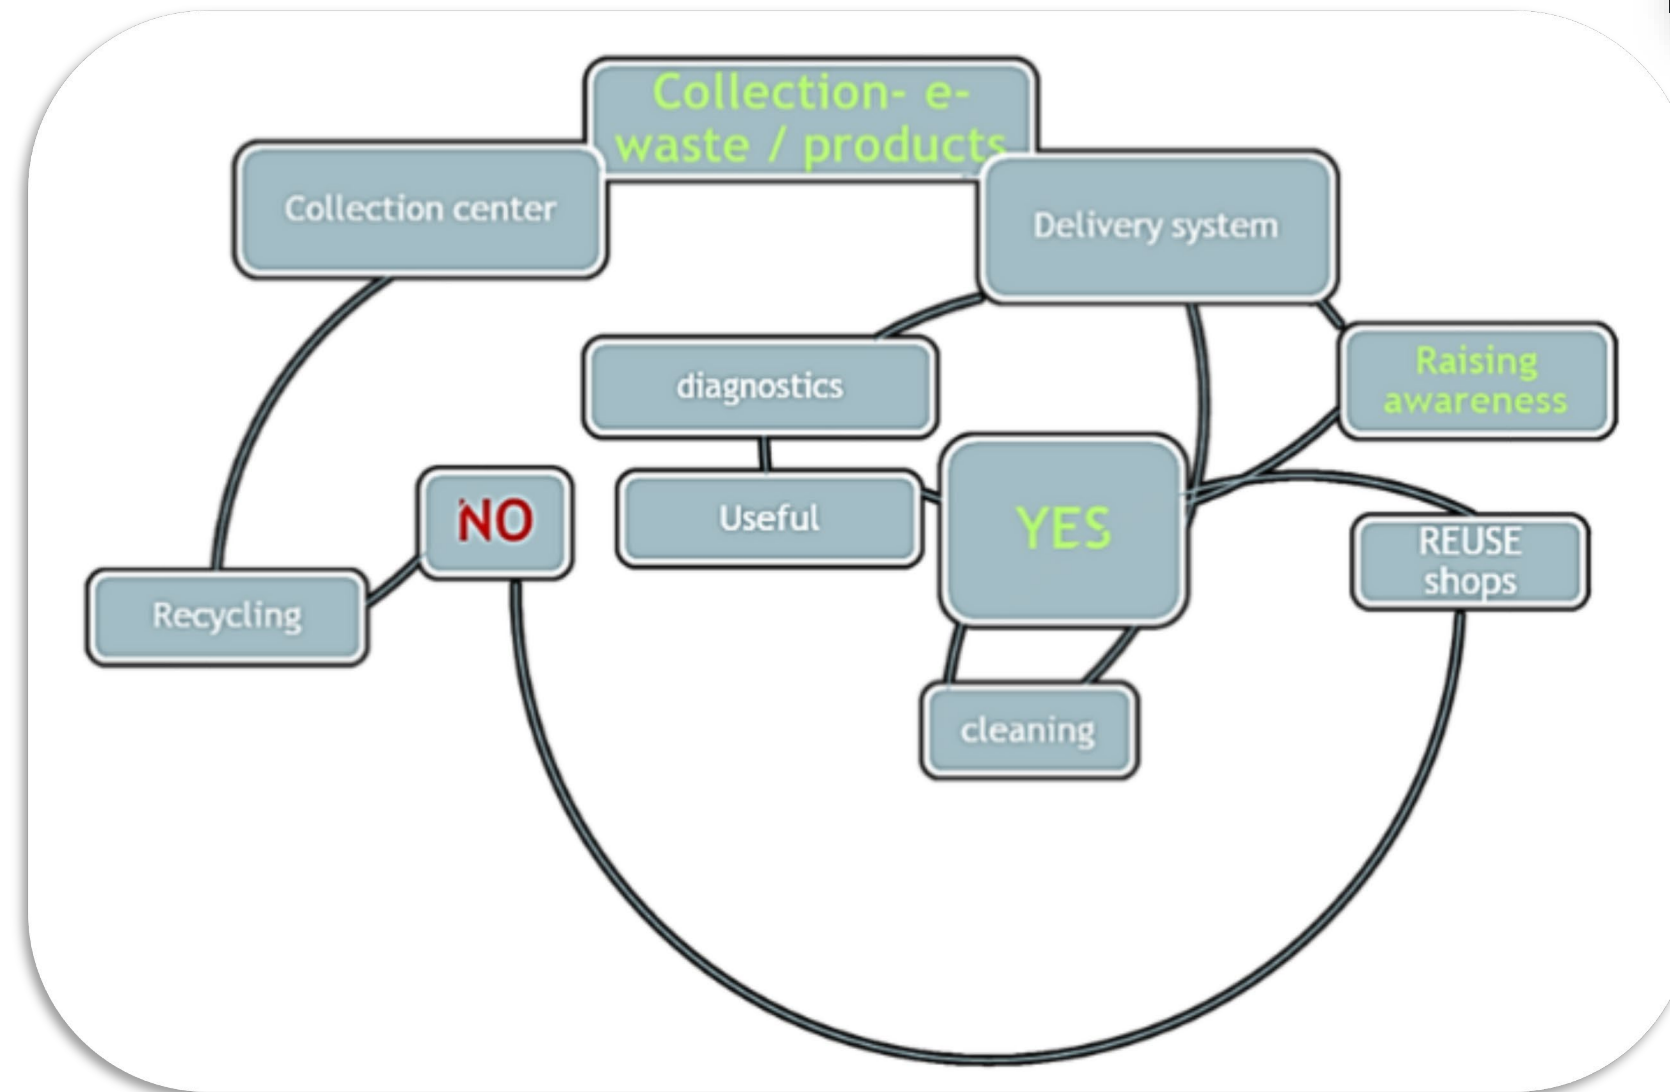 Collection- e-
waste / products
Collection center
Delivery system
diagnostics
Raising
awareness
NO
Useful
YES
REUSE
shops
Recycling
cleaning